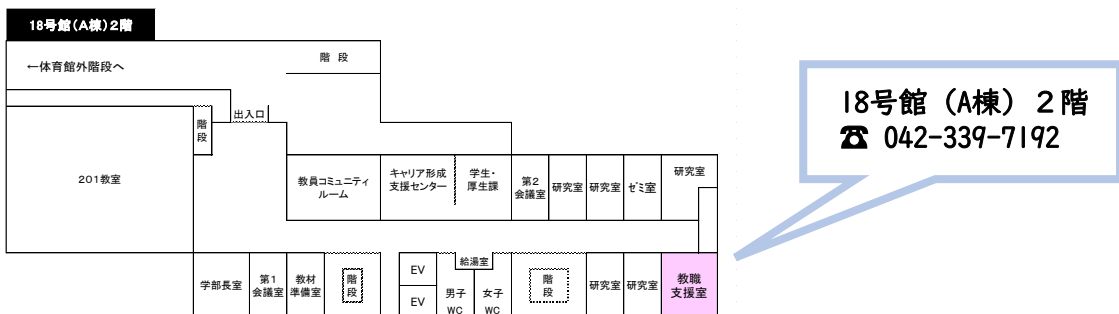 18号館(A棟)2階
←体育館外階段へ
階 段
出入口
階
段
201教室
教員コミュニティ
ルーム
キャリア形成
支援センター
学生・
厚生課
第2
会議室
研究室
研究室
ゼミ室
研究室
学部長室
第1
会議室
教材
準備室
階
段
EV
EV
給湯室
男子
WC
女子
WC
階
段
研究室
研究室
教職
支援室
18号館(A棟)2階
☎ 042-339-7192